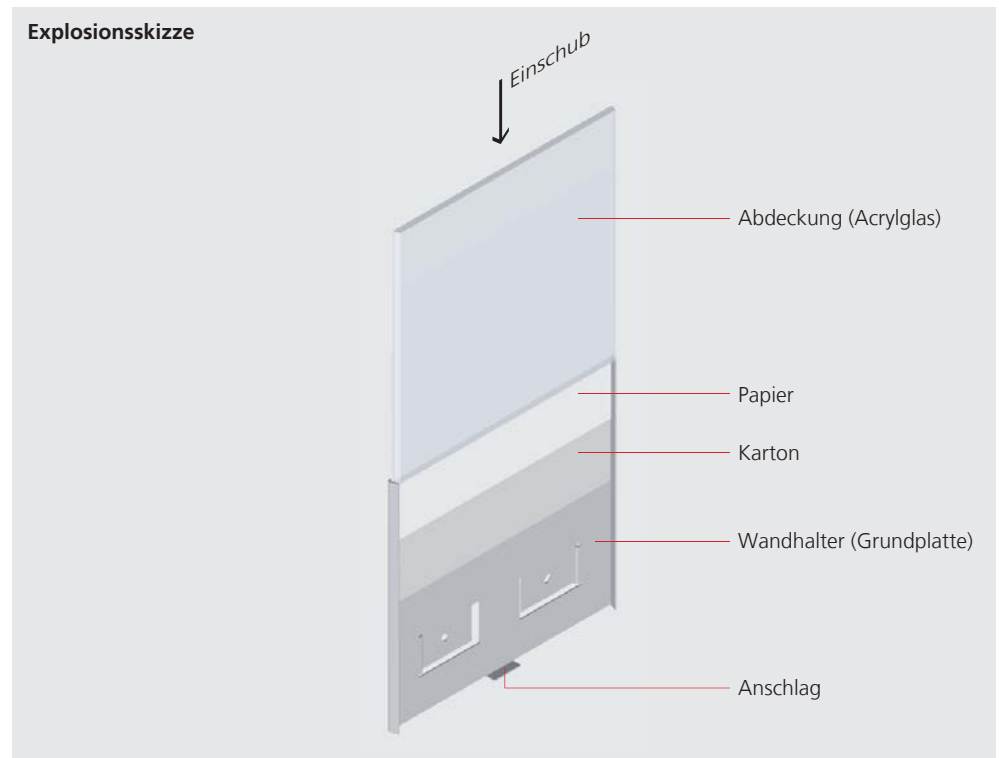 Explosionsskizze
Einschub
Abdeckung (Acrylglas)
Papier
Karton
Wandhalter (Grundplatte)
Anschlag